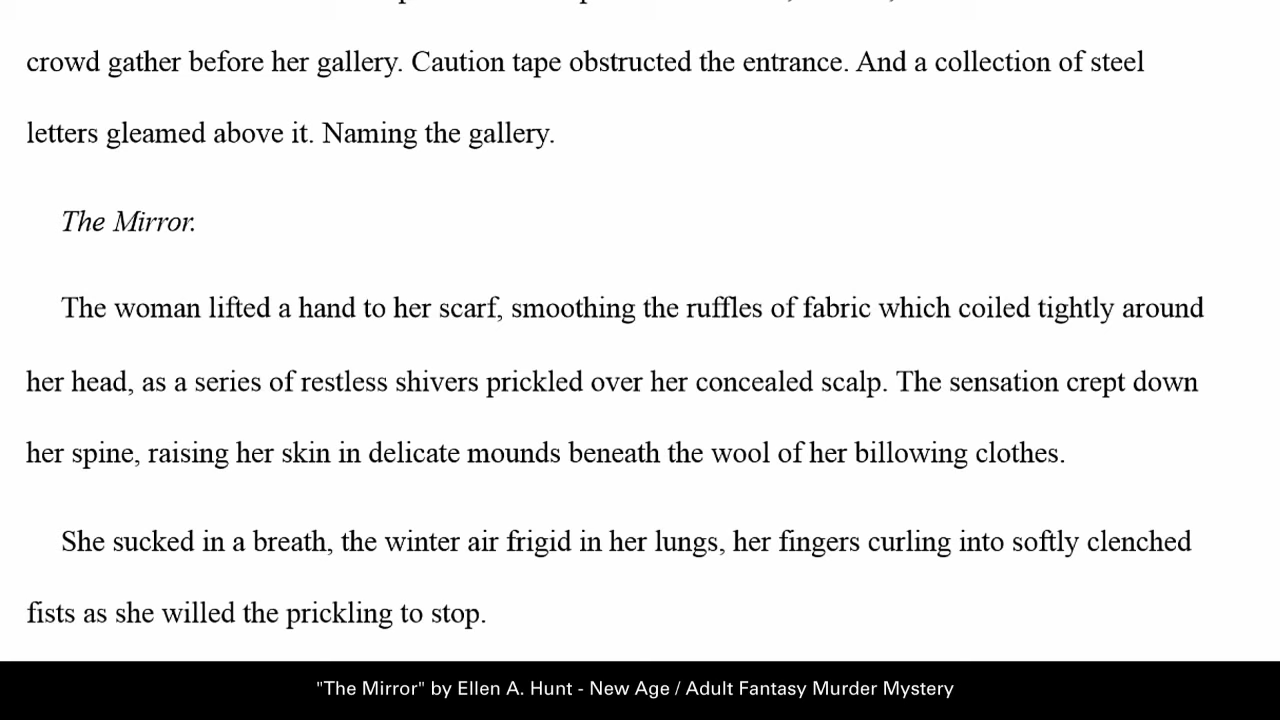 crowd gather before her gallery. Caution tape obstructed the entrance. And a collection of steel
letters gleamed above it. Naming the gallery.
The Mirror.
The woman lifted a hand to her scarf, smoothing the ruffles of fabric which coiled tightly around
her head, as a series of restless shivers prickled over her concealed scalp. The sensation crept down
her spine, raising her skin in delicate mounds beneath the wool of her billowing clothes.
She sucked in a breath, the winter air frigid in her lungs, her fingers curling into softly clenched
fists as she willed the prickling to stop.
"The Mirror" by Ellen A. Hunt - New Age / Adult Fantasy Murder Mystery